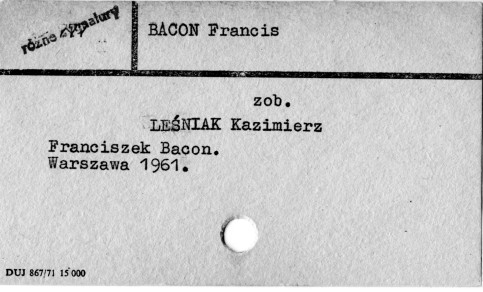 różne sygnatury
BACON Francis
zob.
LEŚNIAK Kazimierz
Franciszek Bacon.
Warszawa 1961.
DUJ 867/71 15 000